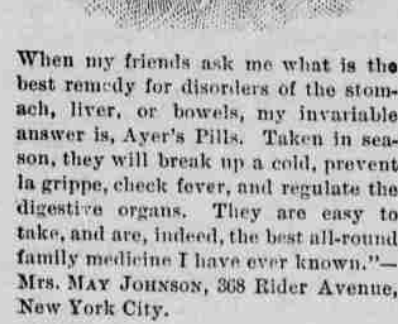 When my friends ask me what is the
best remedy for disorders of the stom-
ach, liver, or bowels, my invariable
answer is, Ayer's Pills. Taken in sea-
son, they will break up a cold, prevent
la grippe, check fever, and regulate the
digestive organs. They are easy to
take, and are, indeed, the best all-round
family medicine I have ever known."—
Mrs. MAY JOHNSON, 368 Rider Avenue,
New York City.